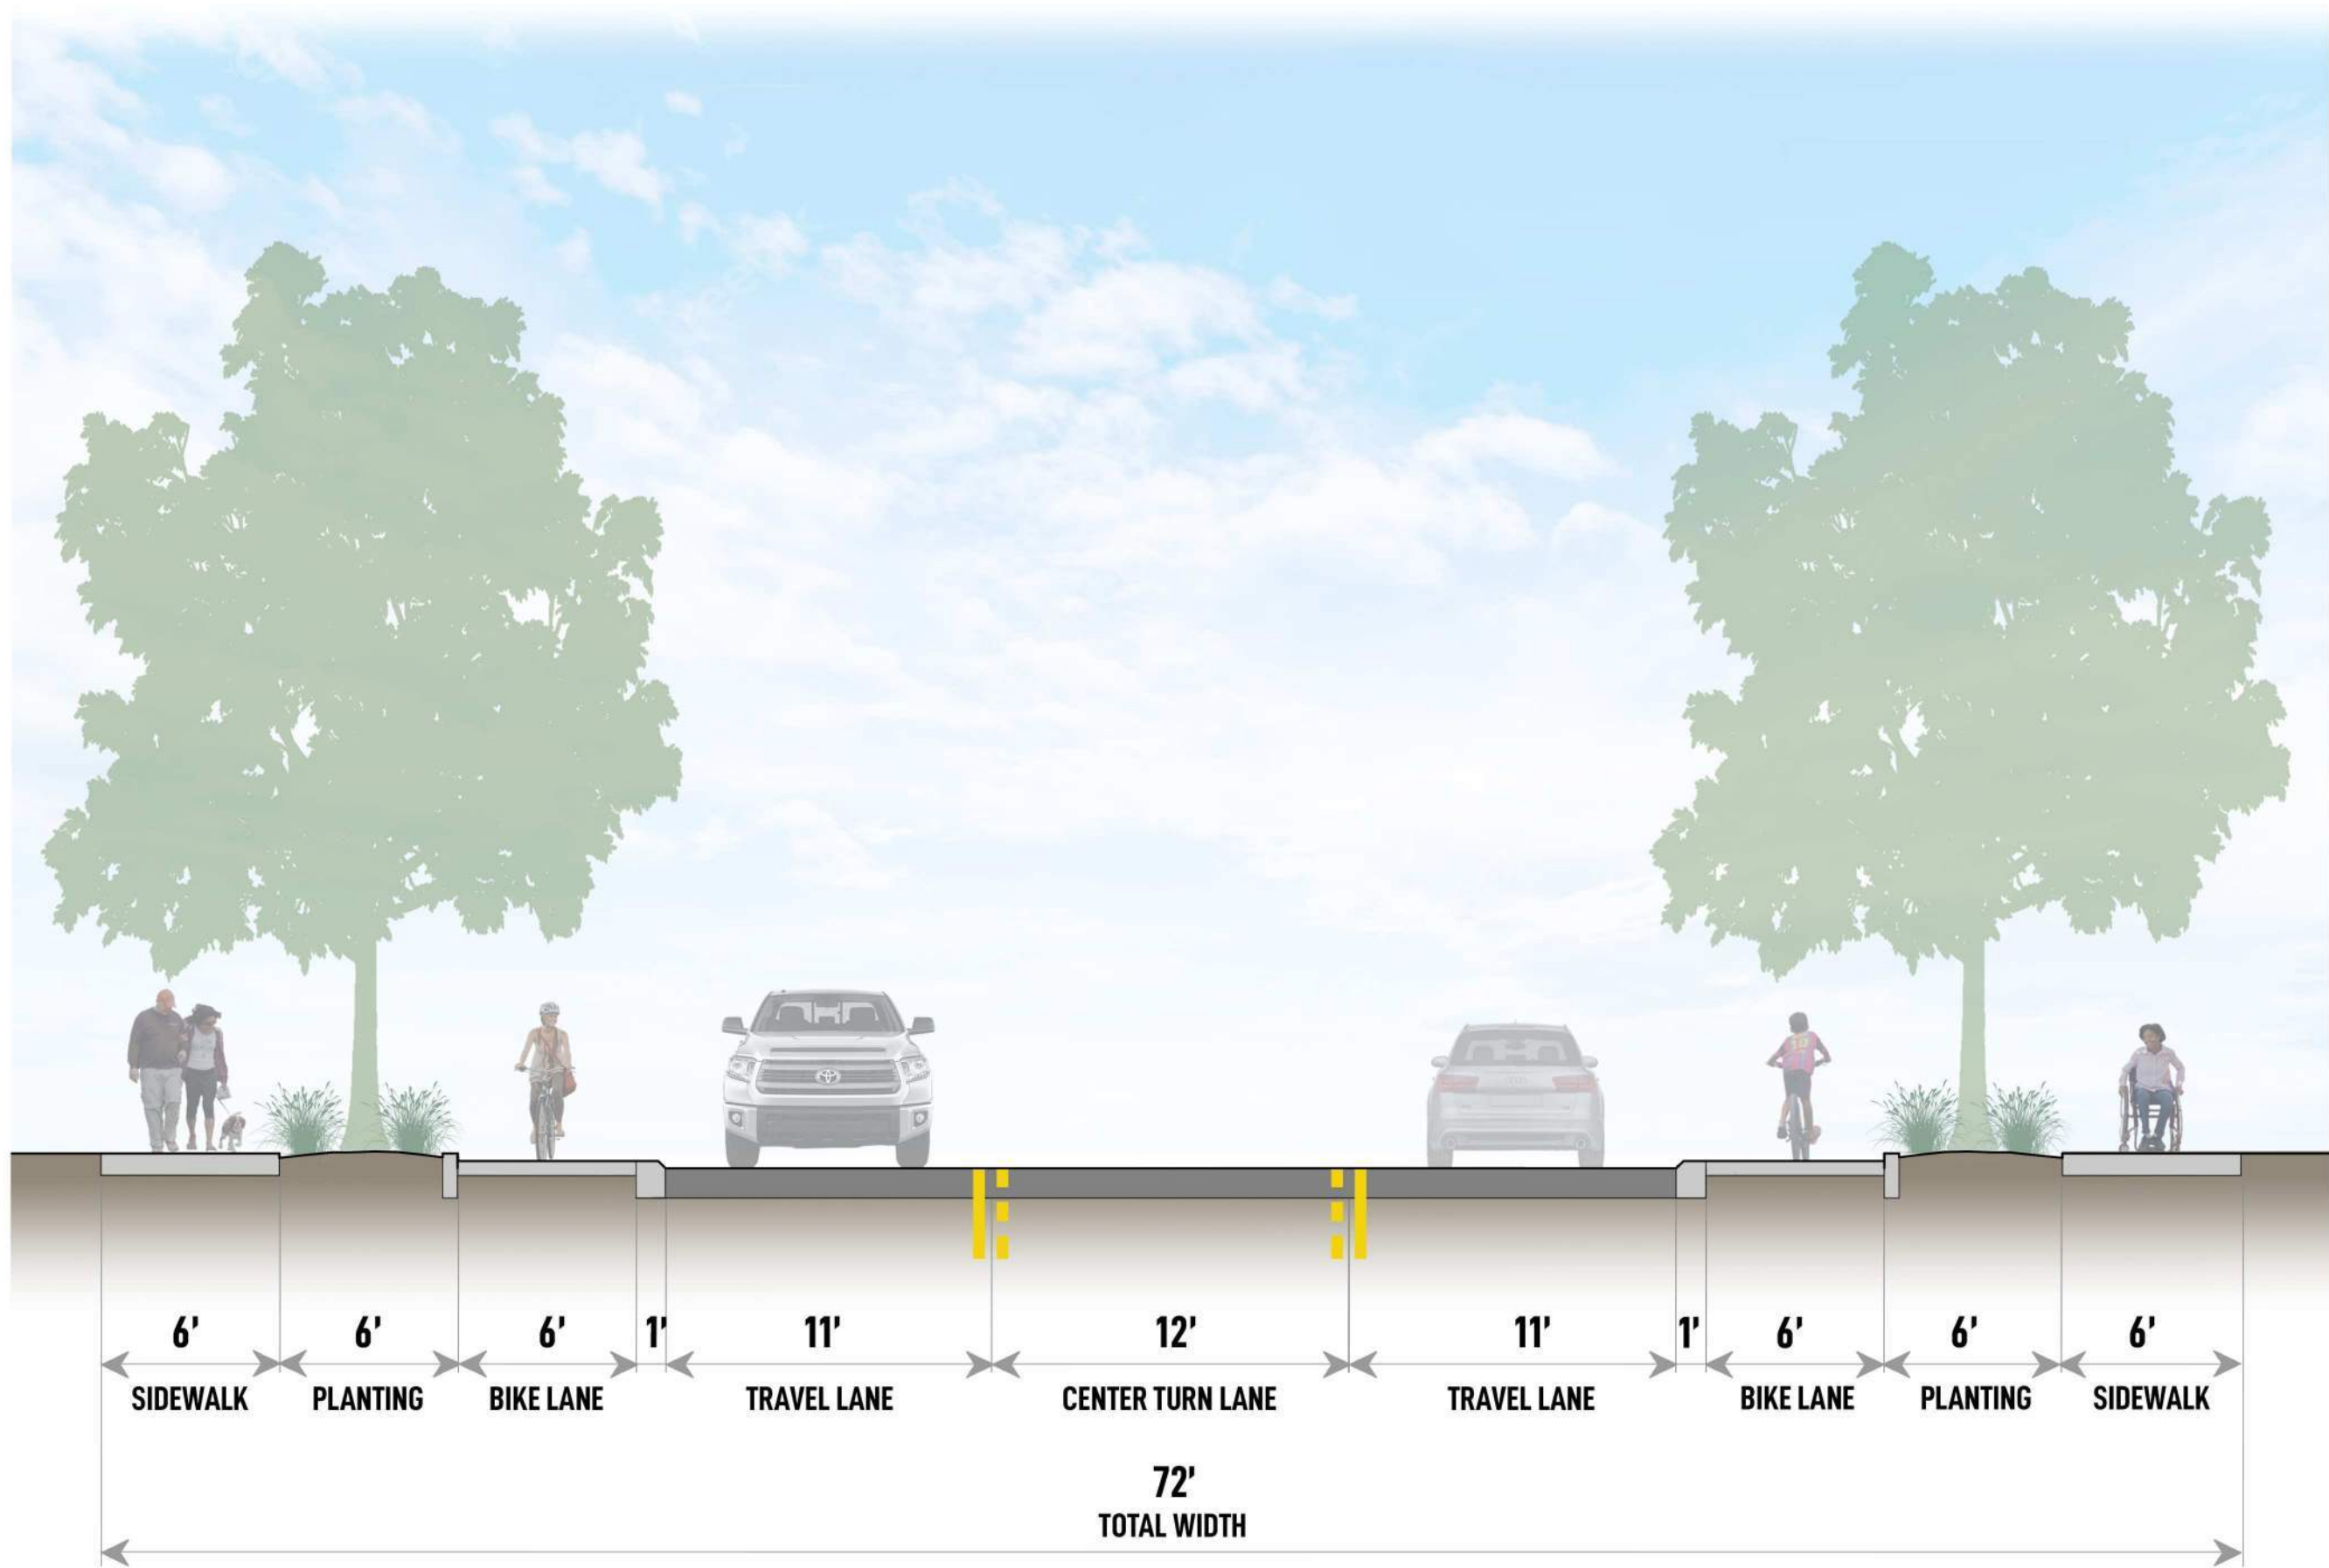 6' 6' 6' 1' 11' 12' 11' 1' 6' 6' 6'
SIDEWALK PLANTING BIKE LANE TRAVEL LANE CENTER TURN LANE TRAVEL LANE BIKE LANE PLANTING SIDEWALK
72'
TOTAL WIDTH